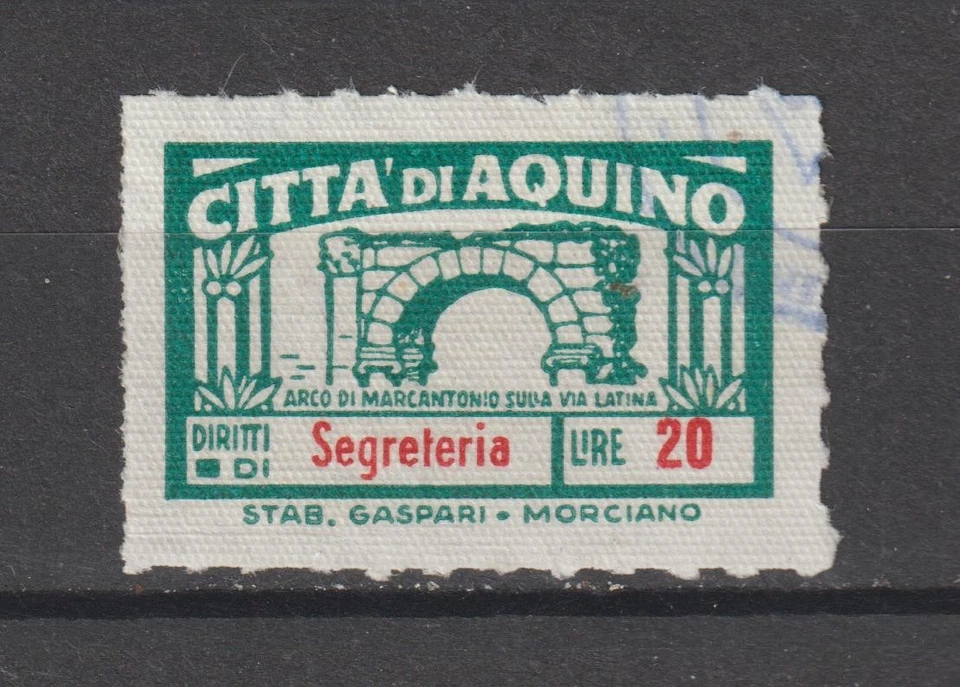 CITTA' DI AQUINO
ARCO DI MARCANTONIO SULLA VIA LATINA
DIRITTI DI Segreteria LIRE 20
STAB. GASPARI - MORCIANO